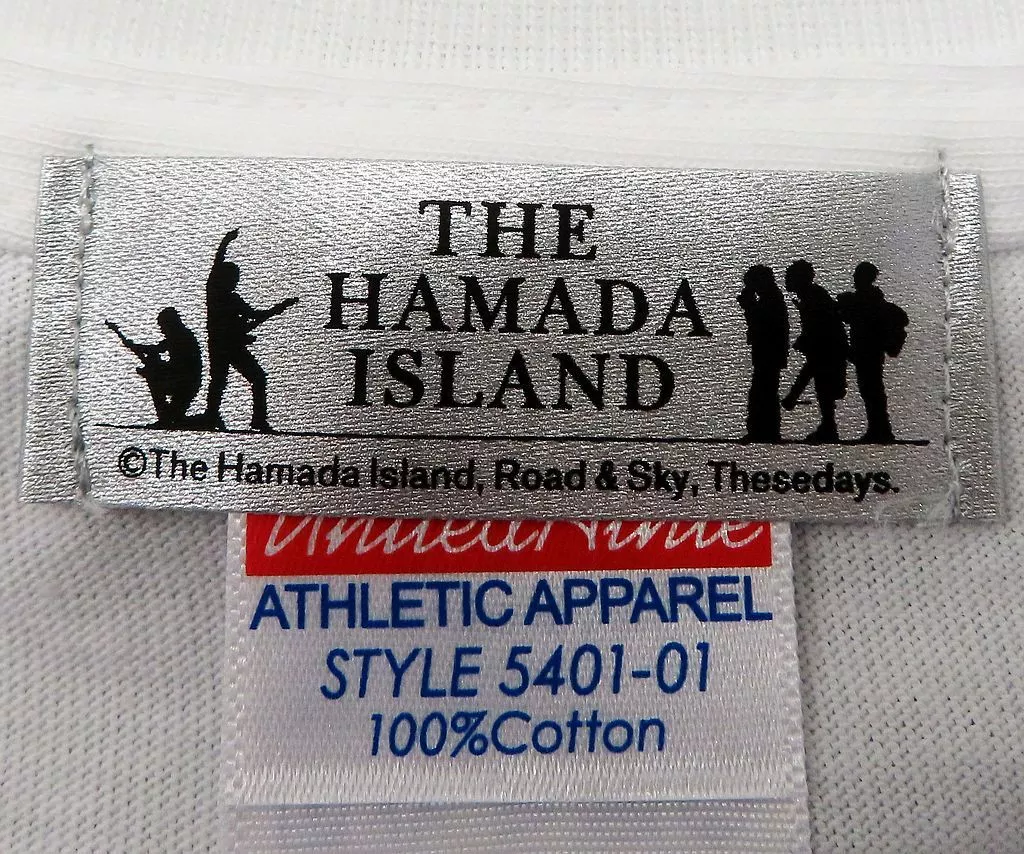 THE
HAMADA
ISLAND
©The Hamada Island, Road & Sky, Thesedays.
ATHLETIC APPAREL
STYLE 5401-01
100%Cotton